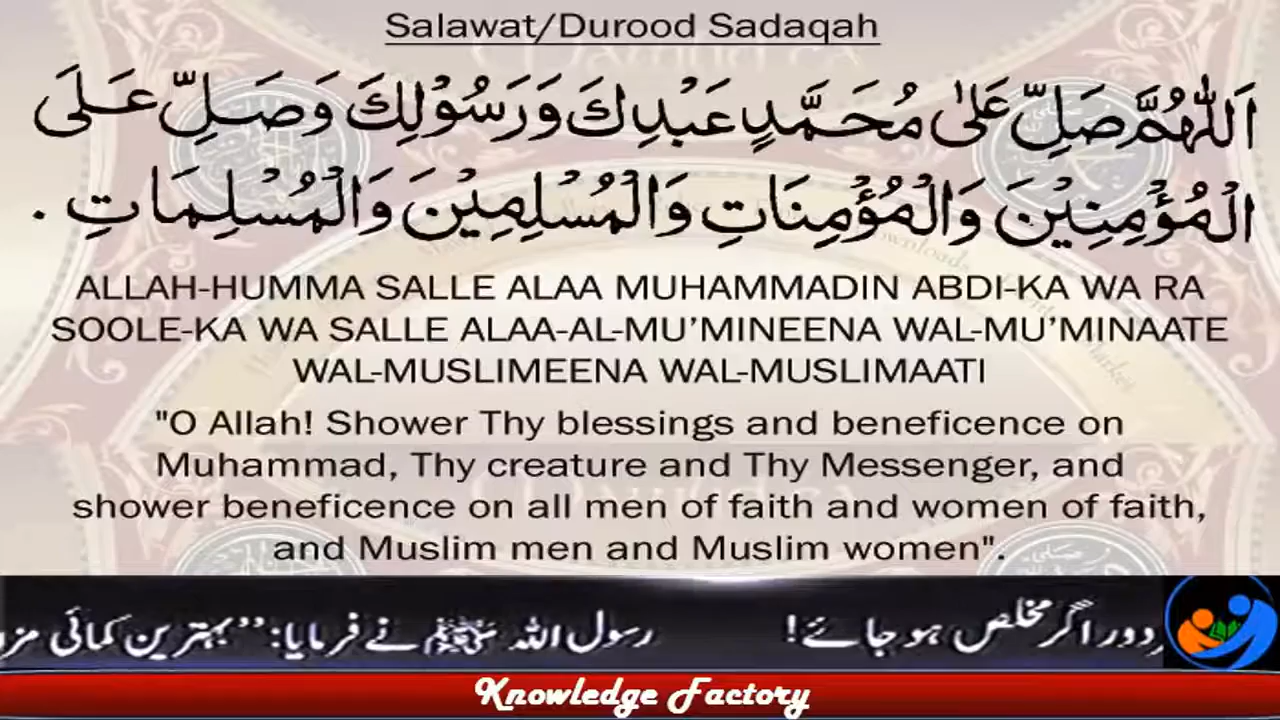 Salawat/Durood Sadaqah
اَللّٰهُمَّ صَلِّ عَلٰى مُحَمَّدٍ عَبْدِكَ وَرَسُوْلِكَ وَصَلِّ عَلَى
الْمُؤْمِنِيْنَ وَالْمُؤْمِنَاتِ وَالْمُسْلِمِيْنَ وَالْمُسْلِمَاتِ .
ALLAH-HUMMA SALLE ALAA MUHAMMADIN ABDI-KA WA RA
SOOLE-KA WA SALLE ALAA-AL-MU’MINEENA WAL-MU’MINAATE
WAL-MUSLIMEENA WAL-MUSLIMAATI
"O Allah! Shower Thy blessings and beneficence on
Muhammad, Thy creature and Thy Messenger, and
shower beneficence on all men of faith and women of faith,
and Muslim men and Muslim women".
اگر مخلص ہو جائے! رسول اللہ ﷺ نے فرمایا: ’’بہترین کمائی
Knowledge Factory